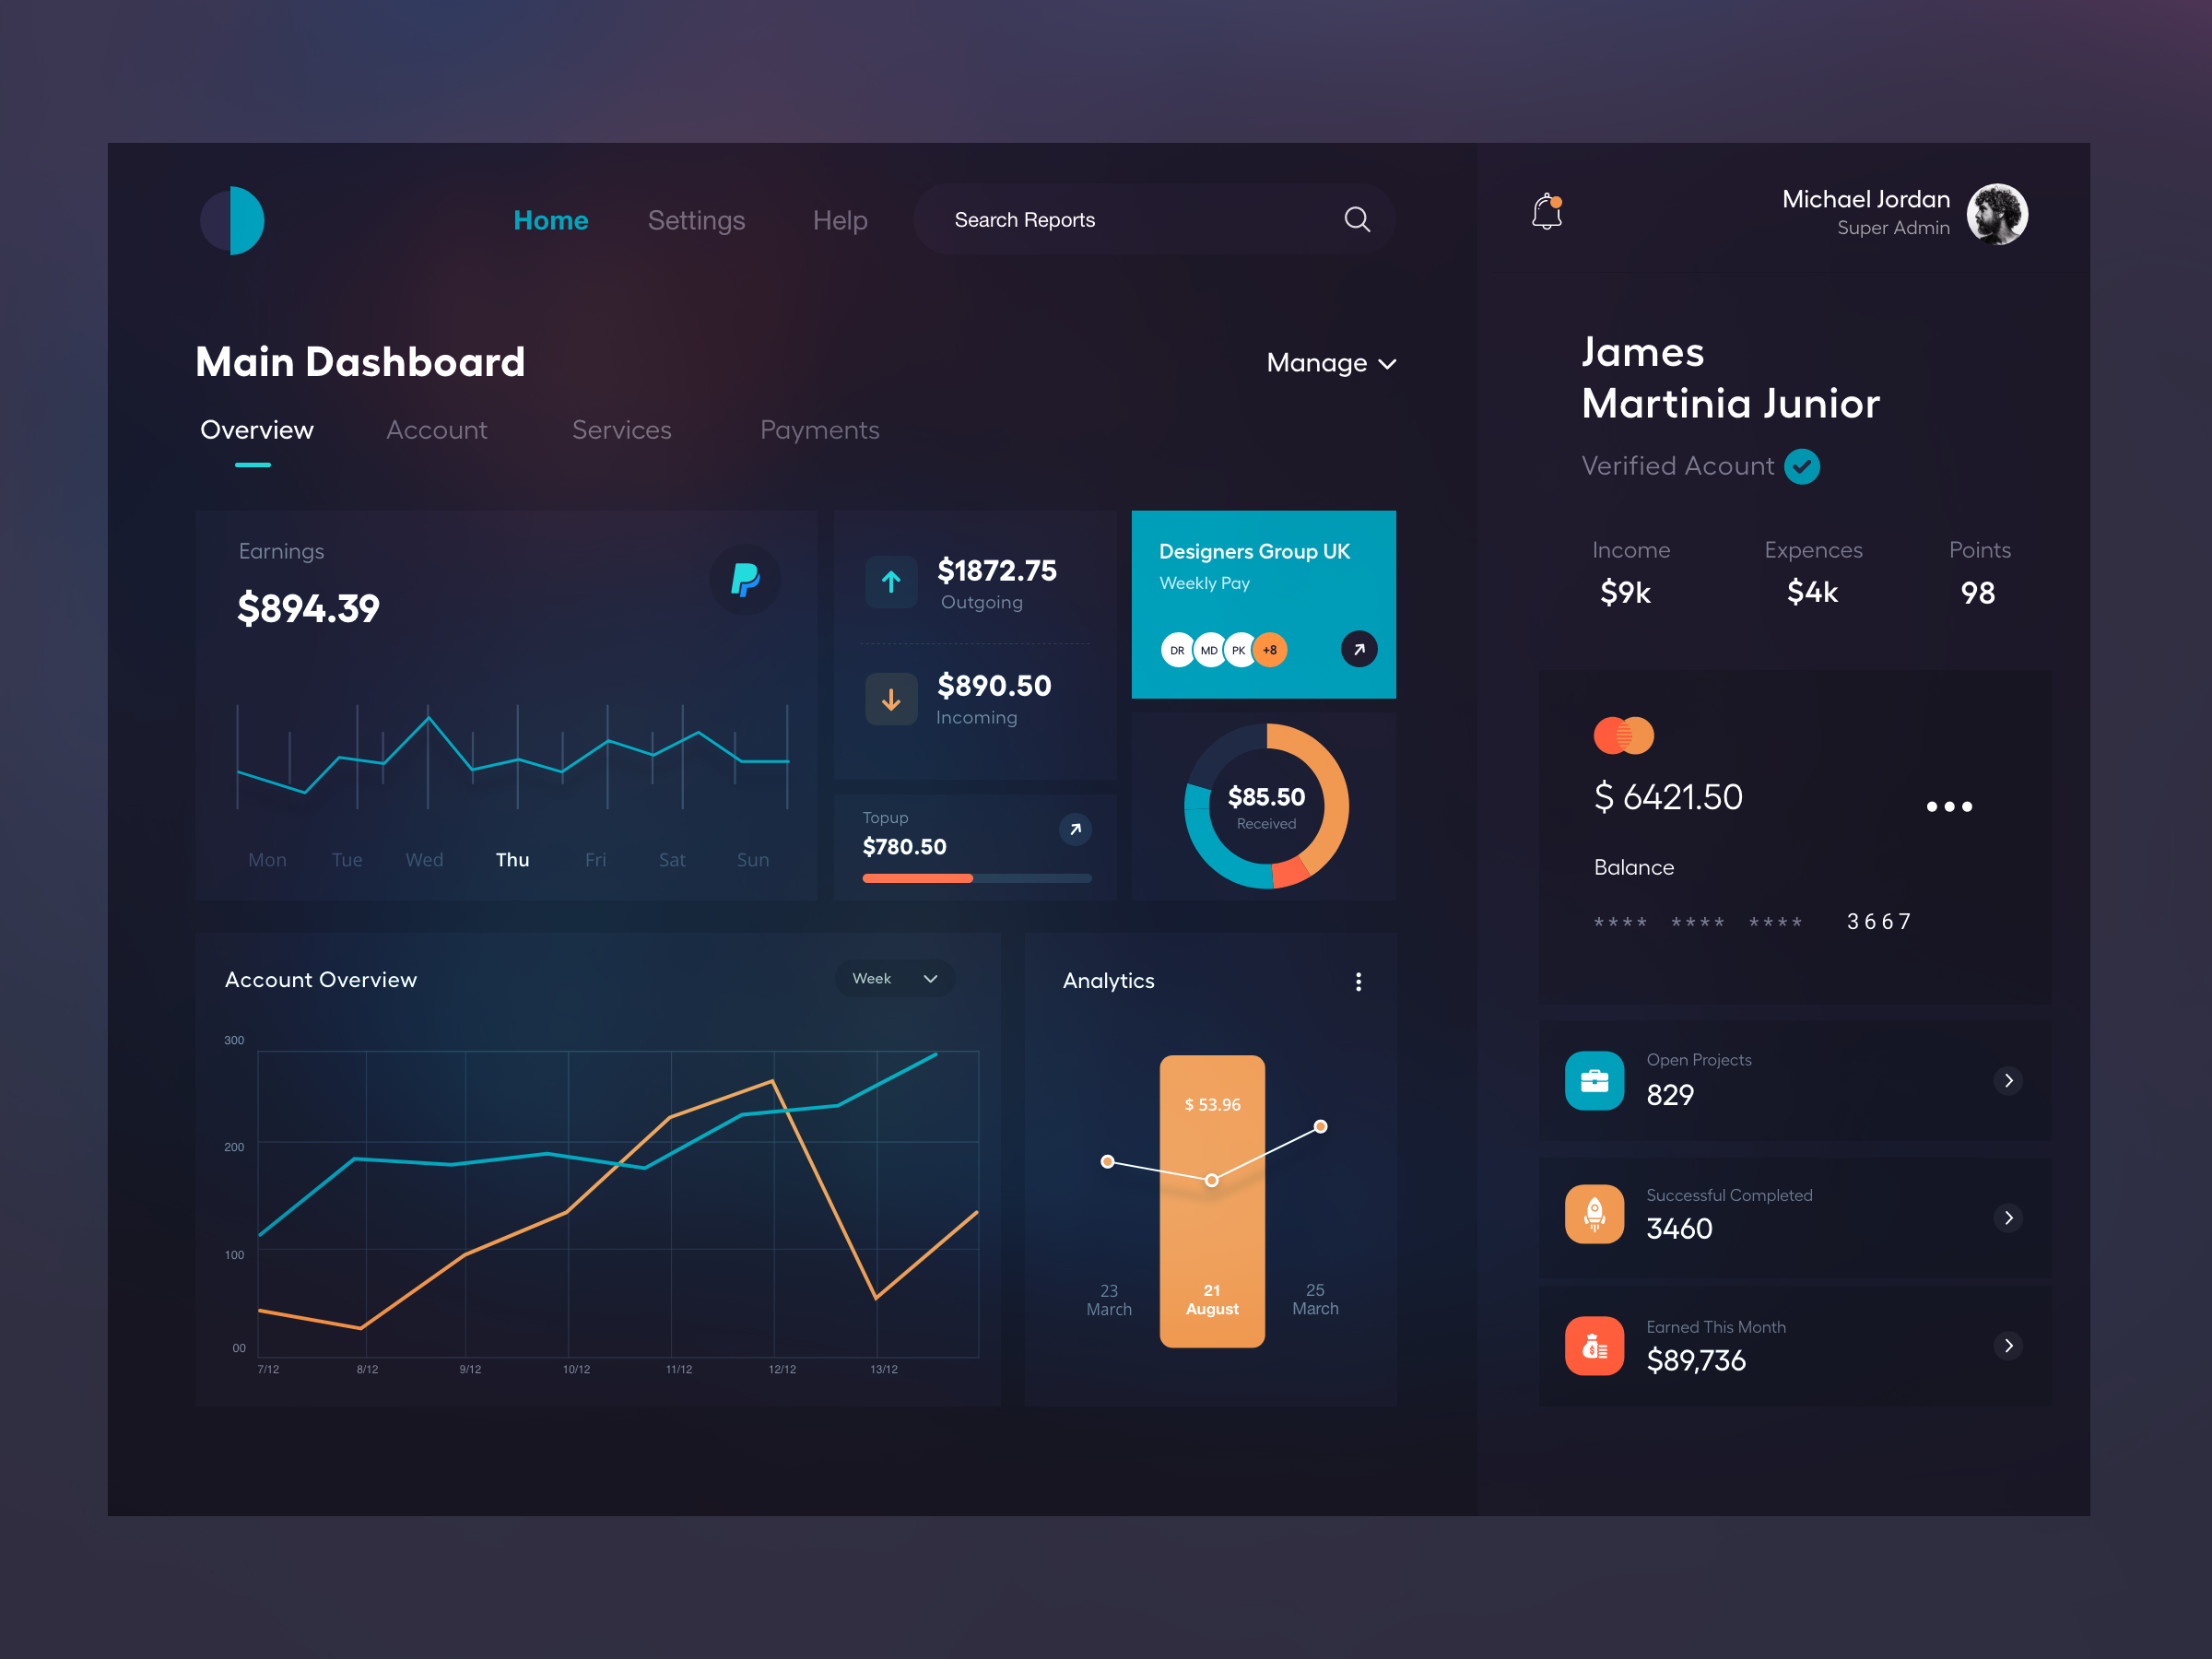 Home
Settings
Help
Search Reports
Michael Jordan
Super Admin
Main Dashboard
Manage
Overview
Account
Services
Payments
James
Martinia Junior
Verified Acount
Income
Expences
Points
$9k
$4k
98
Earnings
$894.39
Mon
Tue
Wed
Thu
Fri
Sat
Sun
$1872.75
Outgoing
$890.50
Incoming
Topup
$780.50
Designers Group UK
Weekly Pay
DR
MD
PK
+8
$85.50
Received
$ 6421.50
Balance
**** **** **** 3667
Account Overview
Week
300
200
100
00
7/12
8/12
9/12
10/12
11/12
12/12
13/12
Analytics
$ 53.96
23
March
21
August
25
March
Open Projects
829
Successful Completed
3460
Earned This Month
$89,736